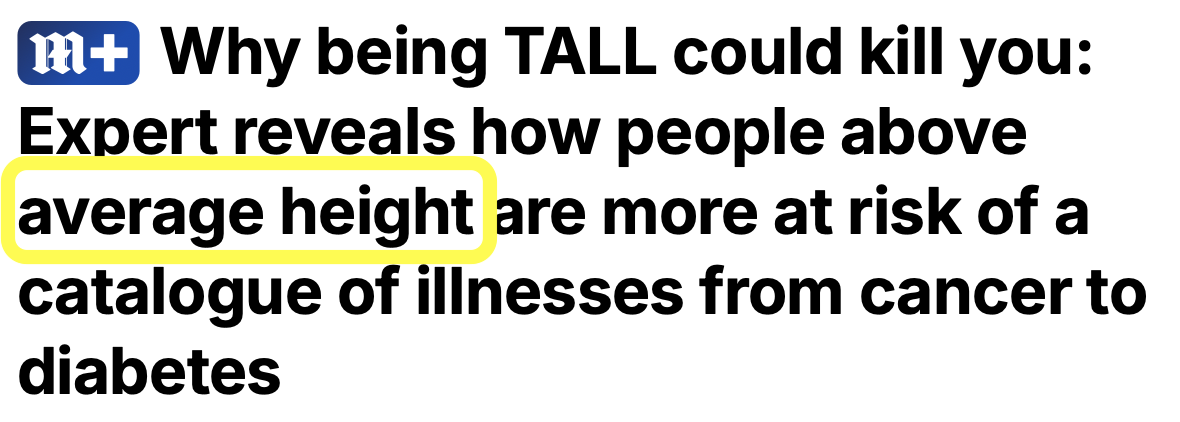 M+ Why being TALL could kill you:
Expert reveals how people above
average height are more at risk of a
catalogue of illnesses from cancer to
diabetes